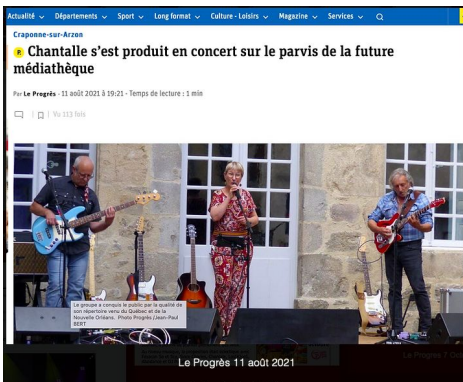 Actualité Départements Sport Long format Culture - Loisirs Magazine Services
Craponne-sur-Arzon
P. Chantalle s'est produit en concert sur le parvis de la future
médiathèque
Par Le Progrès - 11 août 2021 à 19:21 - Temps de lecture : 1 min
Vu 113 fois
Le groupe a conquis le public par la qualité de
son répertoire venu du Québec et de la
Nouvelle Orléans. Photo Progrès /Jean-Paul
BERT
Le Progrès 11 août 2021